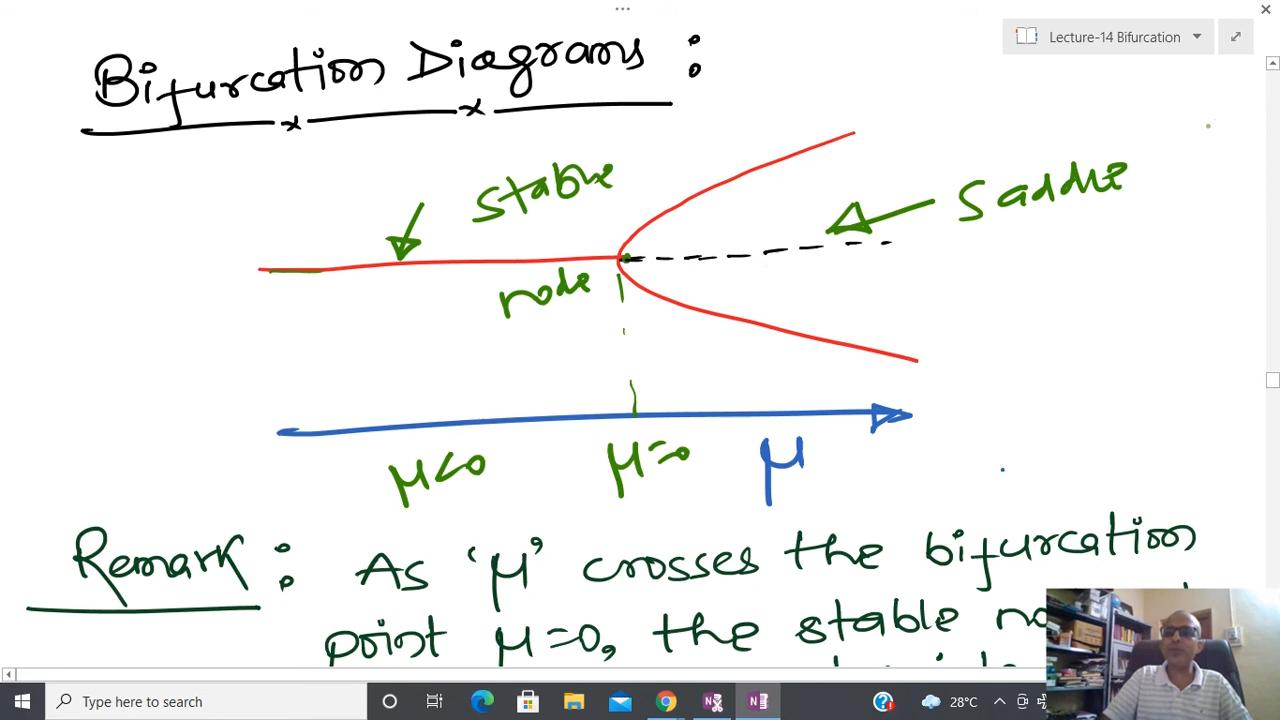 Lecture-14 Bifurcation
Bifurcation Diagrams :
stable
Saddle
node
μ<0
μ=0
μ
Remark : As 'μ' crosses the bifurcation
point μ=0, the stable
Type here to search
28°C